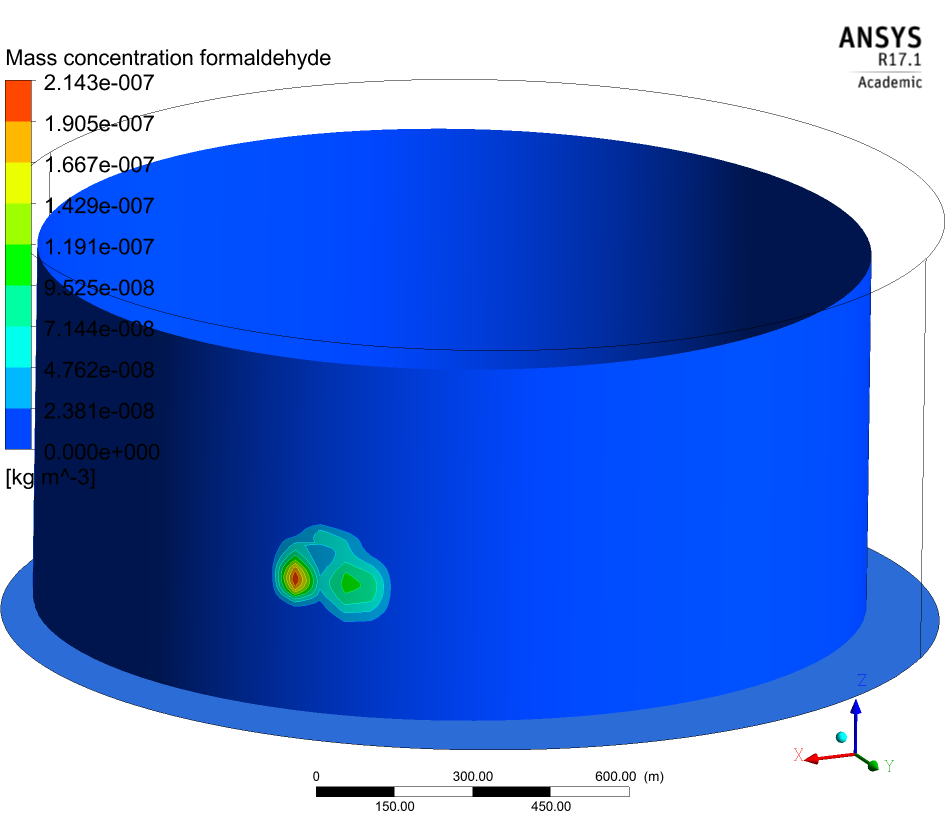 ANSYS
R17.1
Academic
Mass concentration formaldehyde
2.143e-007
1.905e-007
1.667e-007
1.429e-007
1.191e-007
9.525e-008
7.144e-008
4.762e-008
2.381e-008
0.000e+000
[kg m^-3]
Z
X
Y
0 300.00 600.00 (m)
150.00 450.00